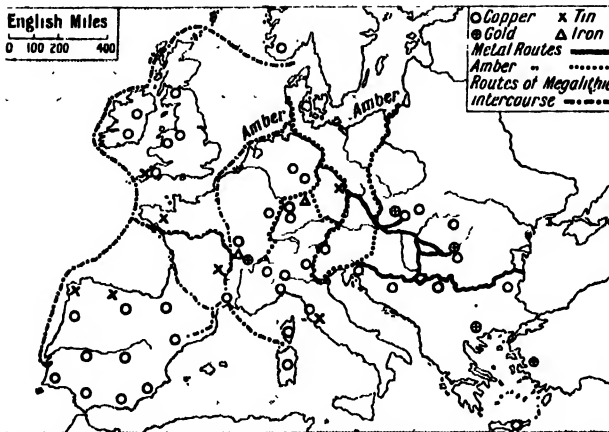 English Miles
0 100 200 400
Copper x Tin
Gold Iron
Metal Routes
Amber "
Routes of Megalithic
intercourse
Amber
Amber